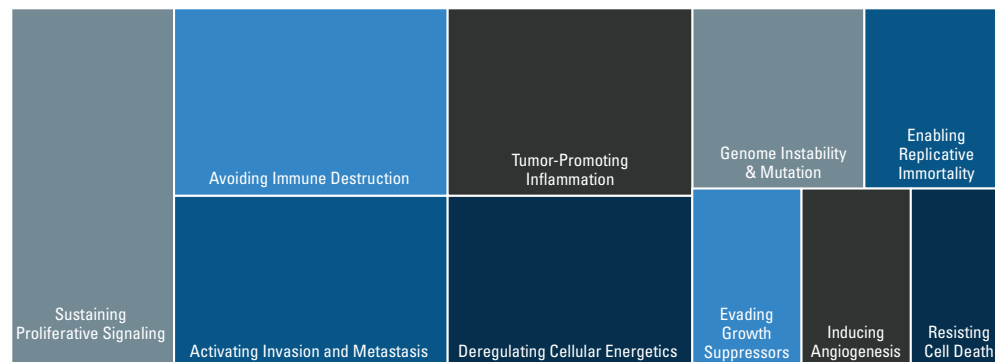 Sustaining
Proliferative Signaling
Avoiding Immune Destruction
Activating Invasion and Metastasis
Tumor-Promoting
Inflammation
Deregulating Cellular Energetics
Genome Instability
& Mutation
Enabling
Replicative
Immortality
Evading
Growth
Suppressors
Inducing
Angiogenesis
Resisting
Cell Death